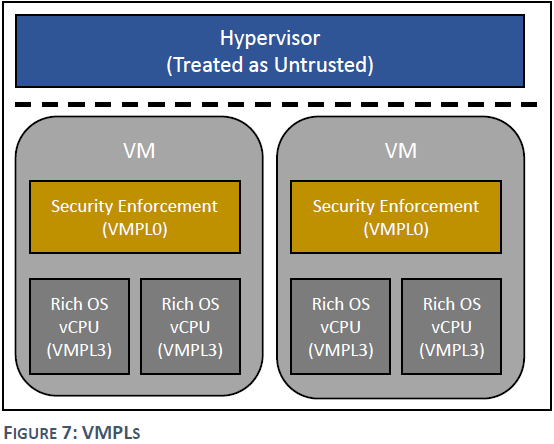 Hypervisor
(Treated as Untrusted)
VM
Security Enforcement
(VMPL0)
Rich OS
vCPU
(VMPL3)
Rich OS
vCPU
(VMPL3)
VM
Security Enforcement
(VMPL0)
Rich OS
vCPU
(VMPL3)
Rich OS
vCPU
(VMPL3)
FIGURE 7: VMPLS